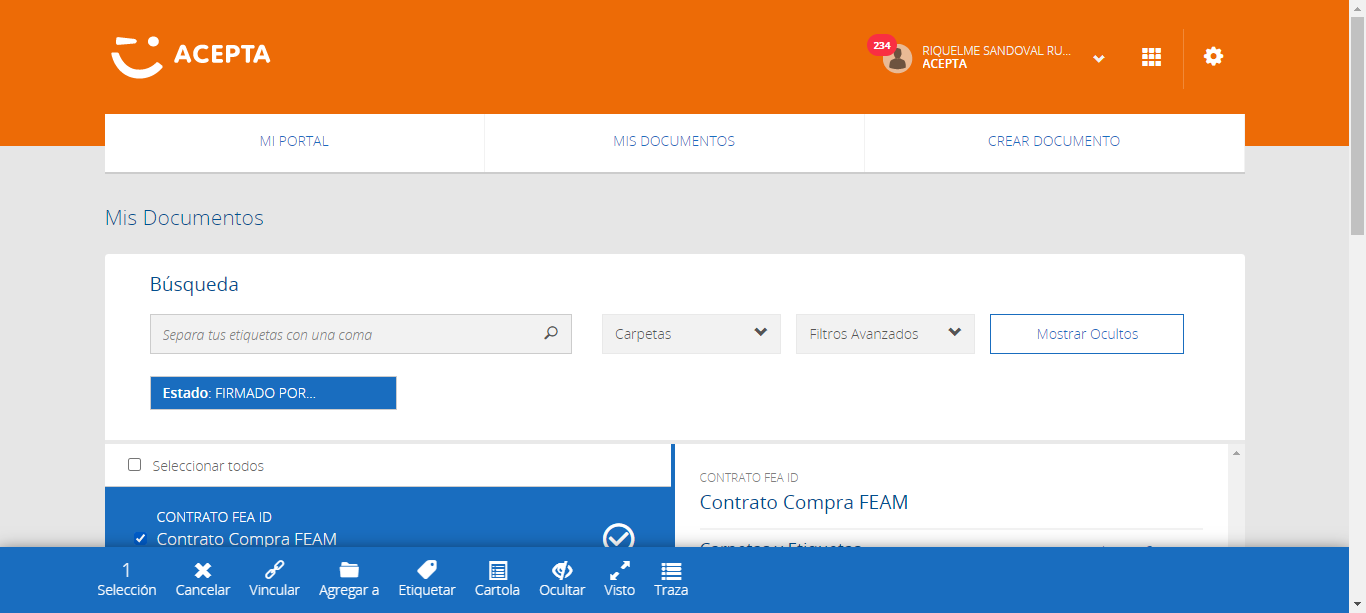 ACEPTA
234
RIQUELME SANDOVAL RU...
ACEPTA
MI PORTAL
MIS DOCUMENTOS
CREAR DOCUMENTO
Mis Documentos
Búsqueda
Separa tus etiquetas con una coma
Carpetas
Filtros Avanzados
Mostrar Ocultos
Estado: FIRMADO POR...
Seleccionar todos
CONTRATO FEA ID
Contrato Compra FEAM
CONTRATO FEA ID
Contrato Compra FEAM
Carpetas y Etiquetas
1
Selección
Cancelar
Vincular
Agregar a
Etiquetar
Cartola
Ocultar
Visto
Traza